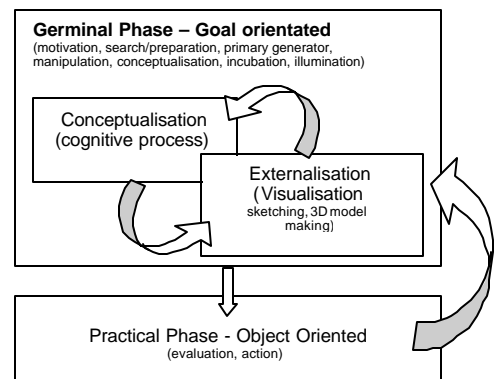 Germinal Phase – Goal orientated
(motivation, search/preparation, primary generator,
manipulation, conceptualisation, incubation, illumination)
Conceptualisation
(cognitive process)
Externalisation
(Visualisation
sketching, 3D model
making)
Practical Phase - Object Oriented
(evaluation, action)